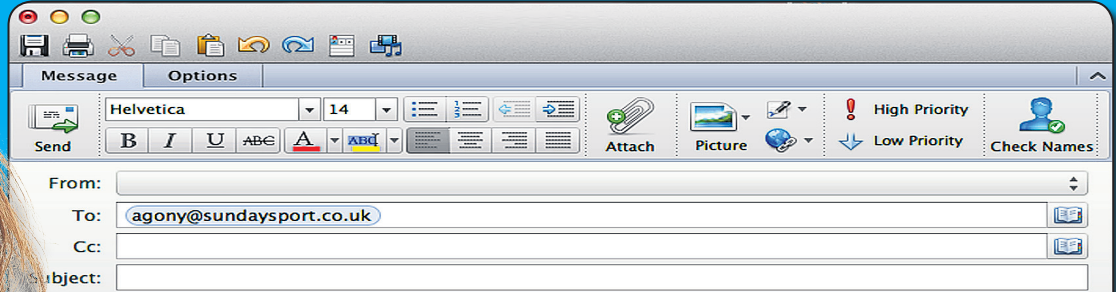 Message Options
Helvetica 14
High Priority
B I U ABC A ABC
Low Priority
Send Attach Picture Check Names
From:
To: agony@sundaysport.co.uk
Cc:
Subject: